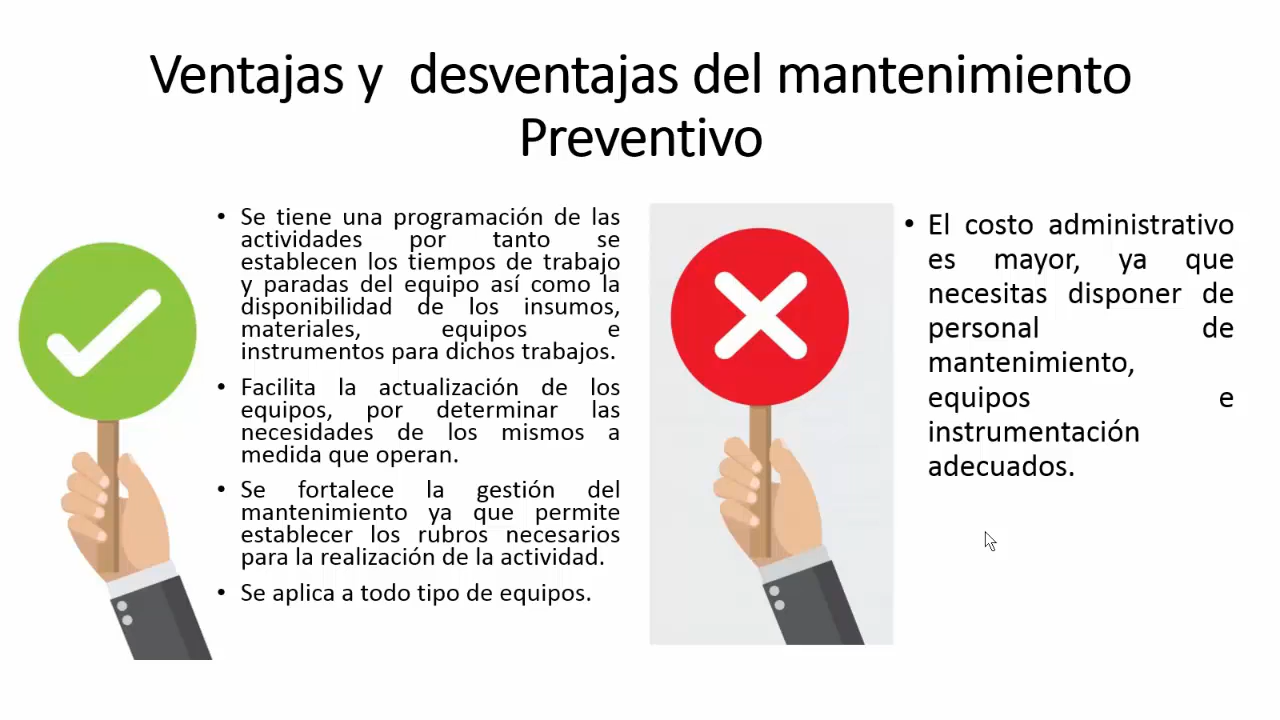 Ventajas y desventajas del mantenimiento
Preventivo
• Se tiene una programación de las
actividades por tanto se
establecen los tiempos de trabajo
y paradas del equipo así como la
disponibilidad de los insumos,
materiales, equipos e
instrumentos para dichos trabajos.
• Facilita la actualización de los
equipos, por determinar las
necesidades de los mismos a
medida que operan.
• Se fortalece la gestión del
mantenimiento ya que permite
establecer los rubros necesarios
para la realización de la actividad.
• Se aplica a todo tipo de equipos.
• El costo administrativo
es mayor, ya que
necesitas disponer de
personal de
mantenimiento,
equipos e
instrumentación
adecuados.